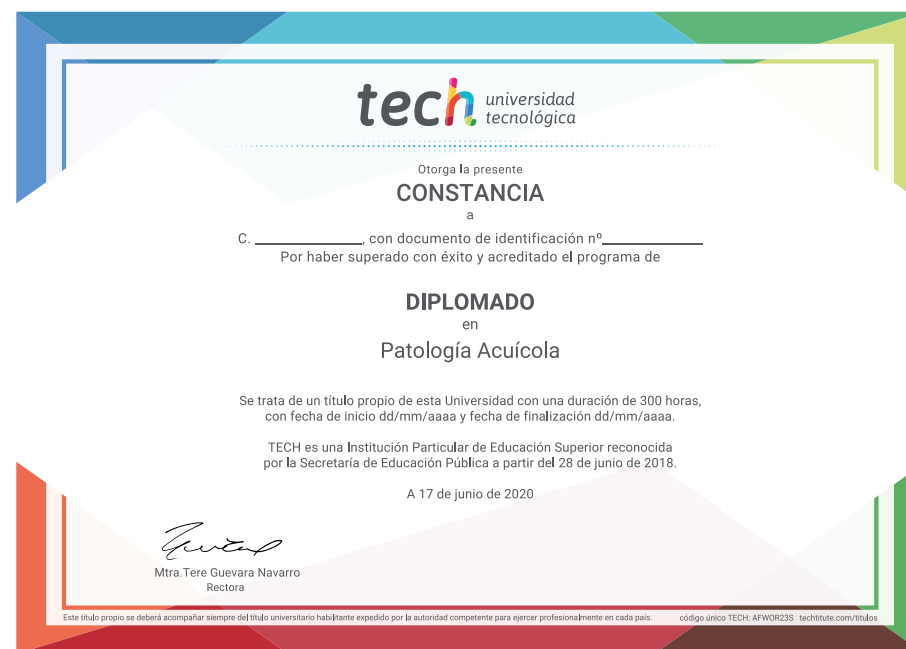 tech universidad
tecnológica
Otorga la presente
CONSTANCIA
a
C. ____________, con documento de identificación nº____________
Por haber superado con éxito y acreditado el programa de
DIPLOMADO
en
Patología Acuícola
Se trata de un título propio de esta Universidad con una duración de 300 horas,
con fecha de inicio dd/mm/aaaa y fecha de finalización dd/mm/aaaa.
TECH es una Institución Particular de Educación Superior reconocida
por la Secretaría de Educación Pública a partir del 28 de junio de 2018.
A 17 de junio de 2020
Mtra.Tere Guevara Navarro
Rectora
Este título propio se deberá acompañar siempre del título universitario habilitante expedido por la autoridad competente para ejercer profesionalmente en cada país. código único TECH: AFWOR23S techtitute.com/titulos